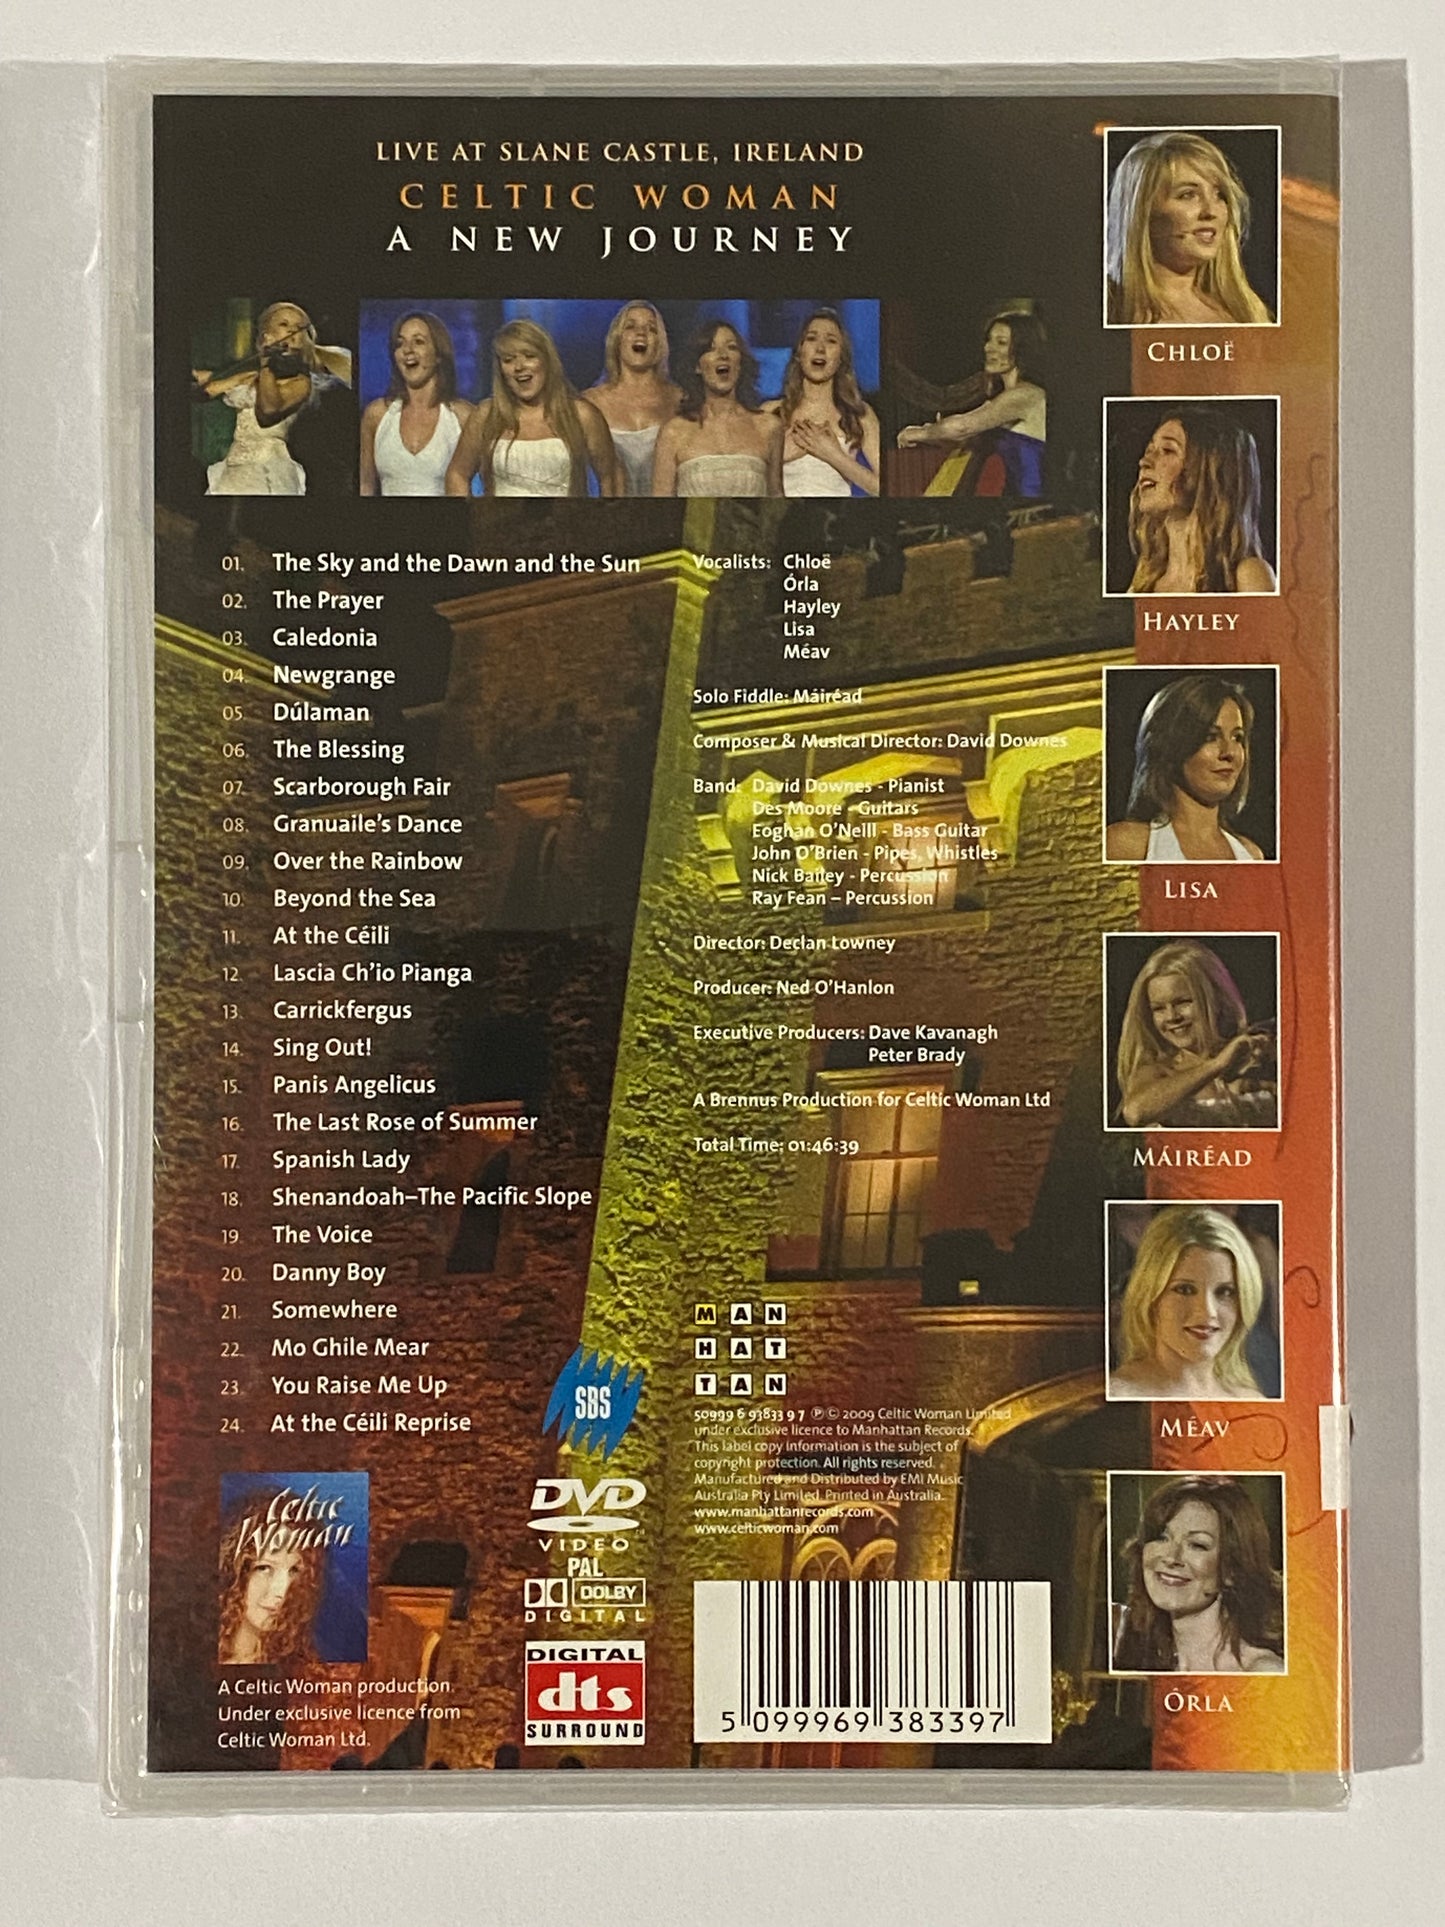 LIVE AT SLANE CASTLE, IRELAND
CELTIC WOMAN
A NEW JOURNEY
01. The Sky and the Dawn and the Sun
02. The Prayer
03. Caledonia
04. Newgrange
05. Dúlaman
06. The Blessing
07. Scarborough Fair
08. Granuaile's Dance
09. Over the Rainbow
10. Beyond the Sea
11. At the Céili
12. Lascia Ch'io Pianga
13. Carrickfergus
14. Sing Out!
15. Panis Angelicus
16. The Last Rose of Summer
17. Spanish Lady
18. Shenandoah–The Pacific Slope
19. The Voice
20. Danny Boy
21. Somewhere
22. Mo Ghile Mear
23. You Raise Me Up
24. At the Céili Reprise
Vocalists: Chloë
Órla
Hayley
Lisa
Méav
Solo Fiddle: Máiréad
Composer & Musical Director: David Downes
Band: David Downes - Pianist
Des Moore - Guitars
Eoghan O'Neill - Bass Guitar
John O'Brien - Pipes, Whistles
Nick Bailey - Percussion
Ray Fean – Percussion
Director: Declan Lowney
Producer: Ned O'Hanlon
Executive Producers: Dave Kavanagh
Peter Brady
A Brennus Production for Celtic Woman Ltd
Total Time: 01:46:39
MAN
HAT
TAN
50999 6 93833 9 7 ℗ © 2009 Celtic Woman Limited
under exclusive licence to Manhattan Records.
This label copy information is the subject of
copyright protection. All rights reserved.
Manufactured and Distributed by EMI Music
Australia Pty Limited. Printed in Australia.
www.manhattanrecords.com
www.celticwoman.com
5 099969 383397
SBS
DVD
VIDEO
PAL
DOLBY
DIGITAL
DIGITAL
dts
SURROUND
Celtic
Woman
A Celtic Woman production.
Under exclusive licence from
Celtic Woman Ltd.
CHLOË
HAYLEY
LISA
MÁIRÉAD
MÉAV
ÓRLA